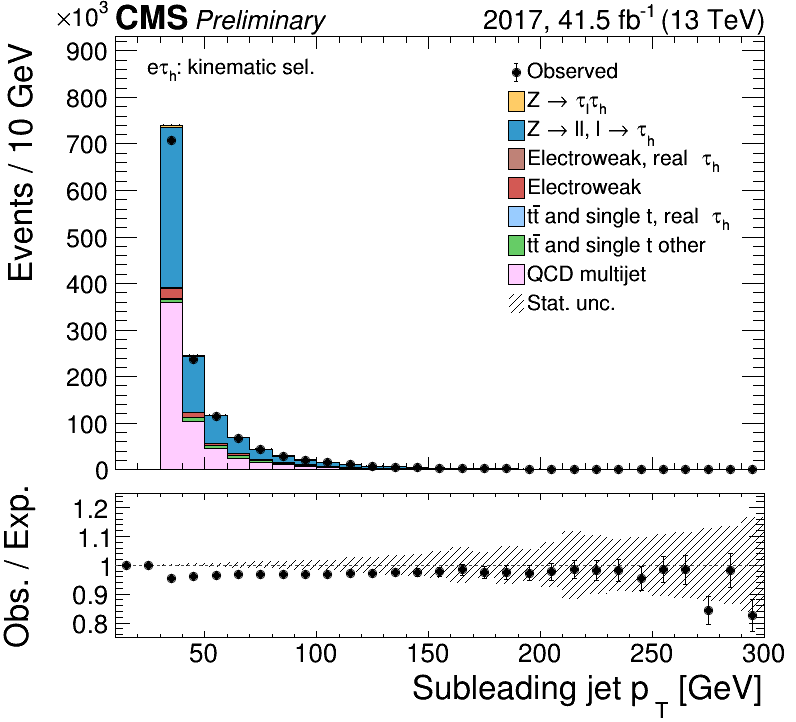 ×10³ CMS Preliminary 2017, 41.5 fb⁻¹ (13 TeV)
eτₕ: kinematic sel.
Observed
Z → τₗτₕ
Z → ll, l → τₕ
Electroweak, real τₕ
Electroweak
tt̄ and single t, real τₕ
tt̄ and single t other
QCD multijet
Stat. unc.
Events / 10 GeV
900
800
700
600
500
400
300
200
100
0
Obs. / Exp.
1.2
1.1
1
0.9
0.8
50 100 150 200 250 300
Subleading jet p_T [GeV]